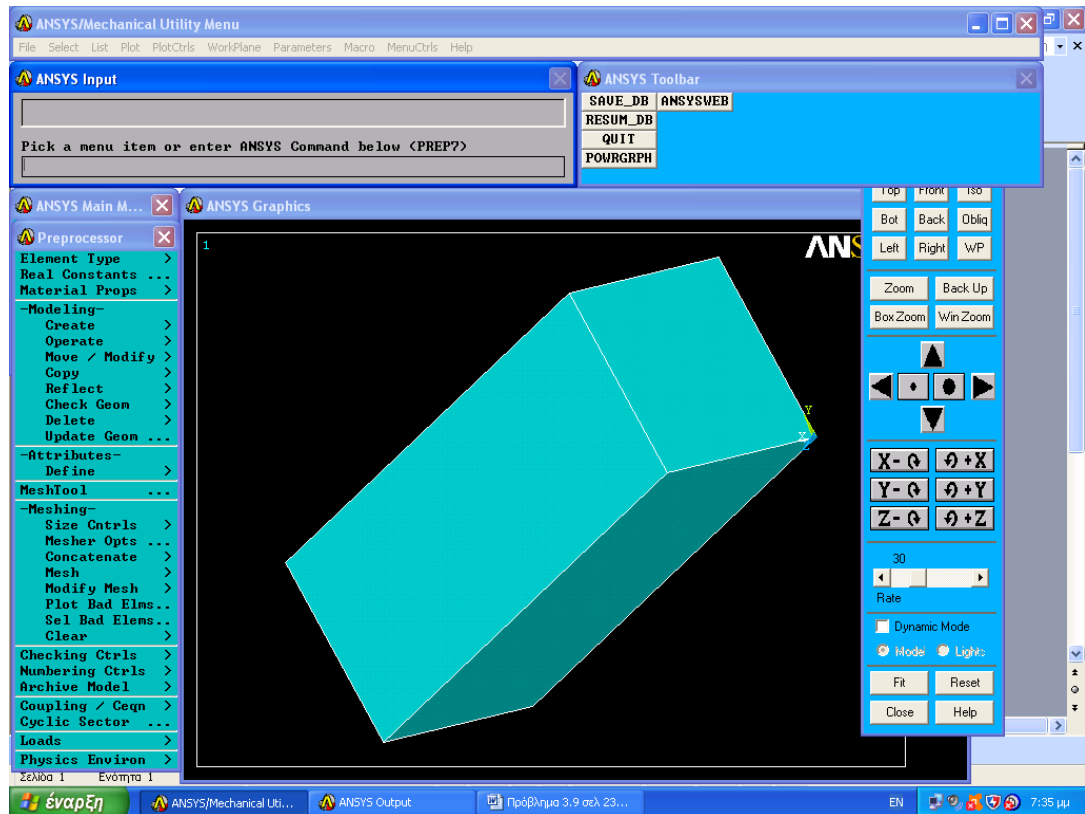 ANSYS/Mechanical Utility Menu
File Select List Plot PlotCtrls WorkPlane Parameters Macro MenuCtrls Help
ANSYS Input
Pick a menu item or enter ANSYS Command below (PREP7)
ANSYS Toolbar
SAVE_DB ANSYSWEB
RESUM_DB
QUIT
POWRGRPH
ANSYS Main M...
Preprocessor
Element Type >
Real Constants ...
Material Props >
-Modeling-
Create >
Operate >
Move / Modify >
Copy >
Reflect >
Check Geom >
Delete >
Update Geom ...
-Attributes-
Define >
MeshTool ...
-Meshing-
Size Cntrls >
Mesher Opts ...
Concatenate >
Mesh >
Modify Mesh >
Plot Bad Elms..
Sel Bad Elems..
Clear >
Checking Ctrls >
Numbering Ctrls >
Archive Model >
Coupling / Ceqn >
Cyclic Sector ...
Loads >
Physics Environ >
ANSYS Graphics
1
ANS
Y
X
Z
Top Front Iso
Bot Back Obliq
Left Right WP
Zoom Back Up
Box Zoom Win Zoom
X- +X
Y- +Y
Z- +Z
30
Rate
Dynamic Mode
Model Lights
Fit Reset
Close Help
Σελίδα 1 Ενότητα 1
έναρξη
ANSYS/Mechanical Uti...
ANSYS Output
Πρόβλημα 3.9 σελ 23...
EN
7:35 μμ